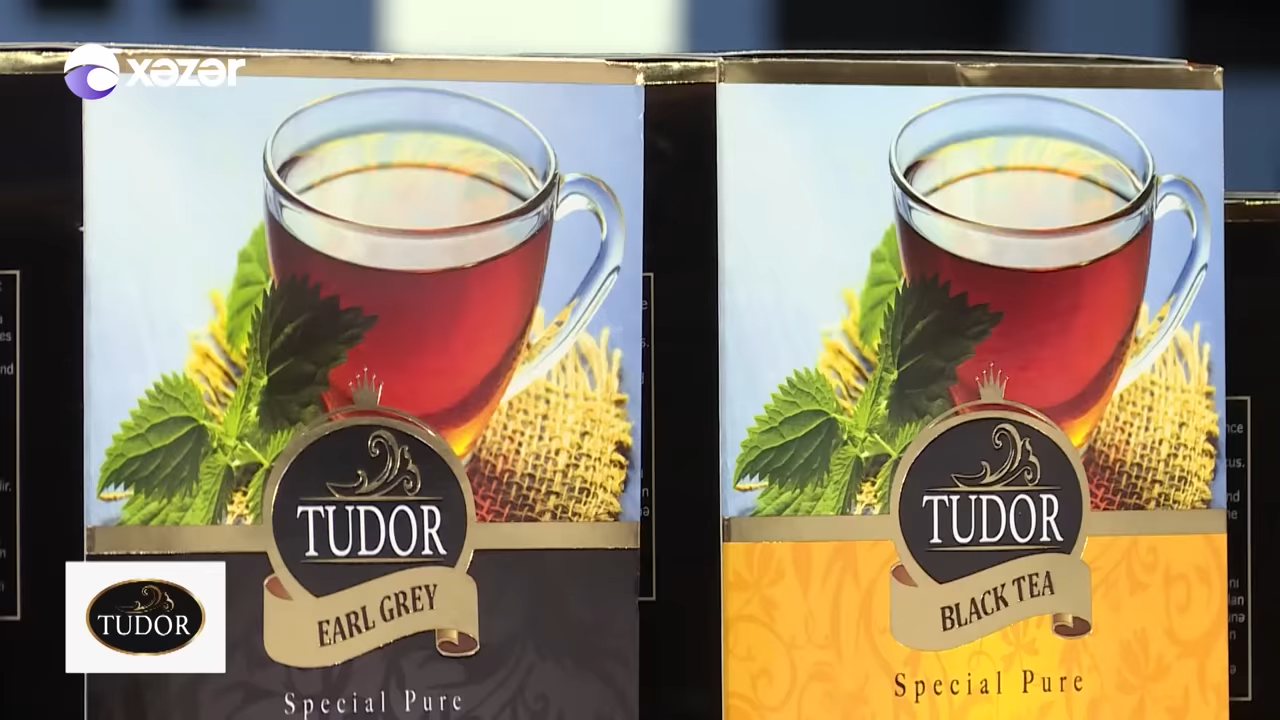 xəzər
TUDOR
EARL GREY
Special Pure
TUDOR
BLACK TEA
Special Pure
TUDOR